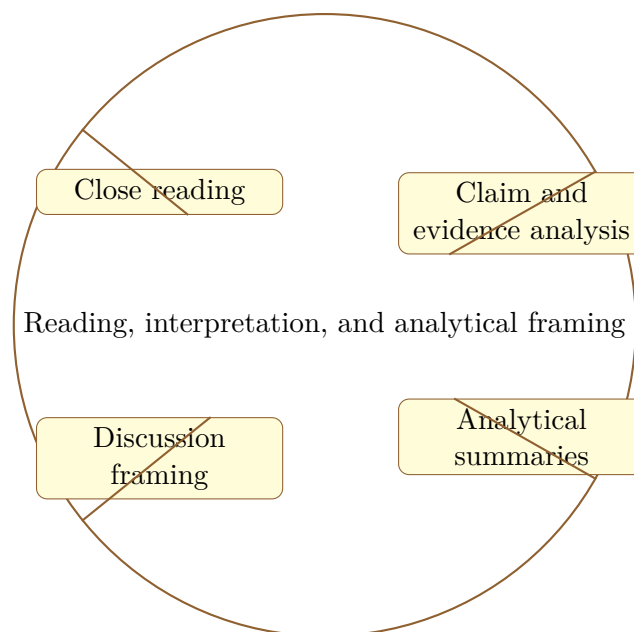 Close reading
Claim and
evidence analysis
Reading, interpretation, and analytical framing
Discussion
framing
Analytical
summaries